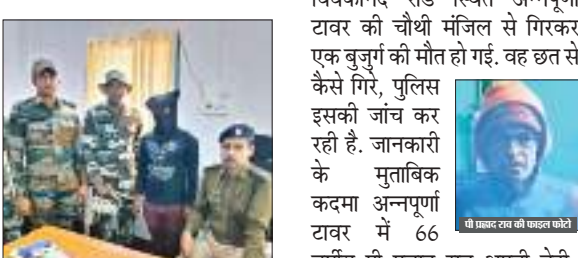 टावर की चौथी मंजिल से गिरकर
एक बुजुर्ग की मौत हो गई. वह छत से
कैसे गिरे, पुलिस
इसकी जांच कर
रही है. जानकारी
के मुताबिक
कदमा अन्नपूर्णा
टावर में 66
पी प्रह्लाद राव की फाइल फोटो